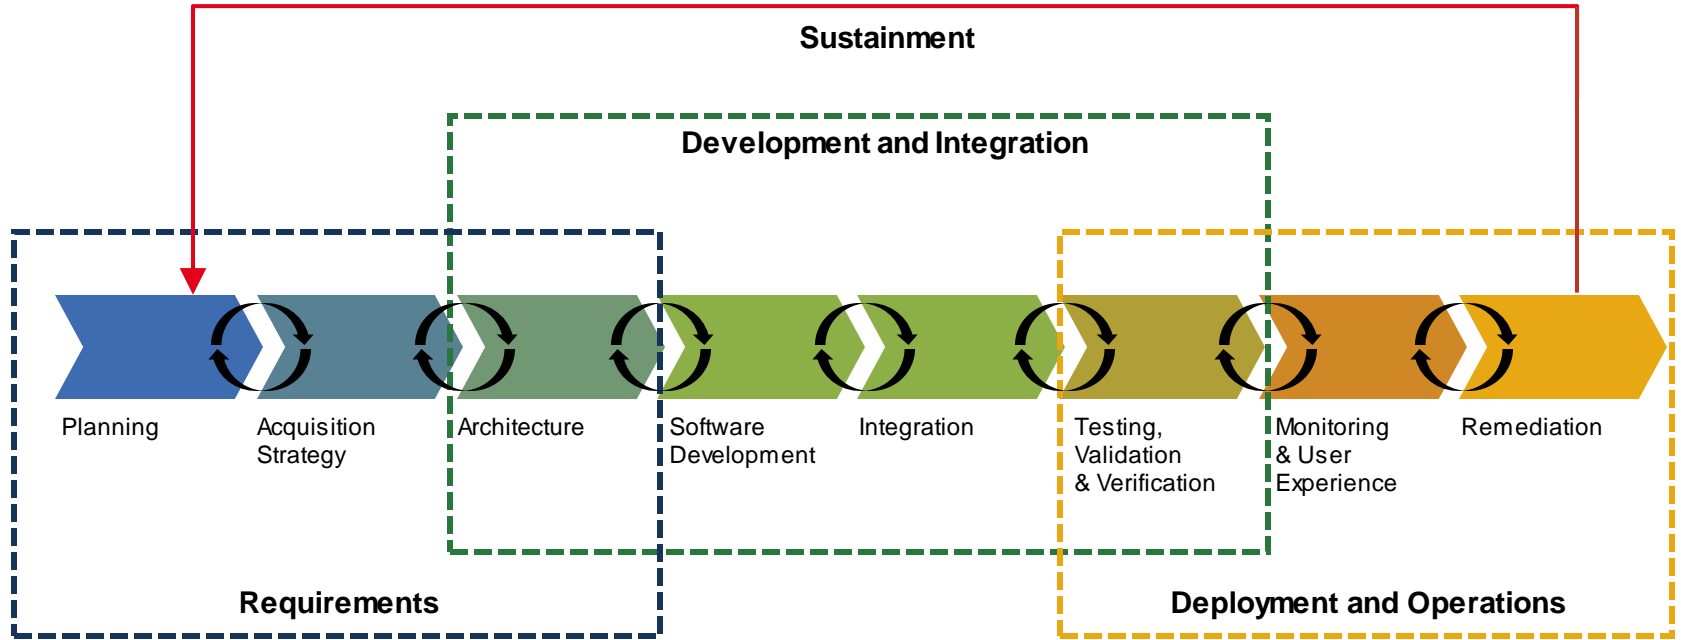 Sustainment
Development and Integration
Planning
Acquisition
Strategy
Architecture
Software
Development
Integration
Testing,
Validation
& Verification
Monitoring
& User
Experience
Remediation
Requirements
Deployment and Operations